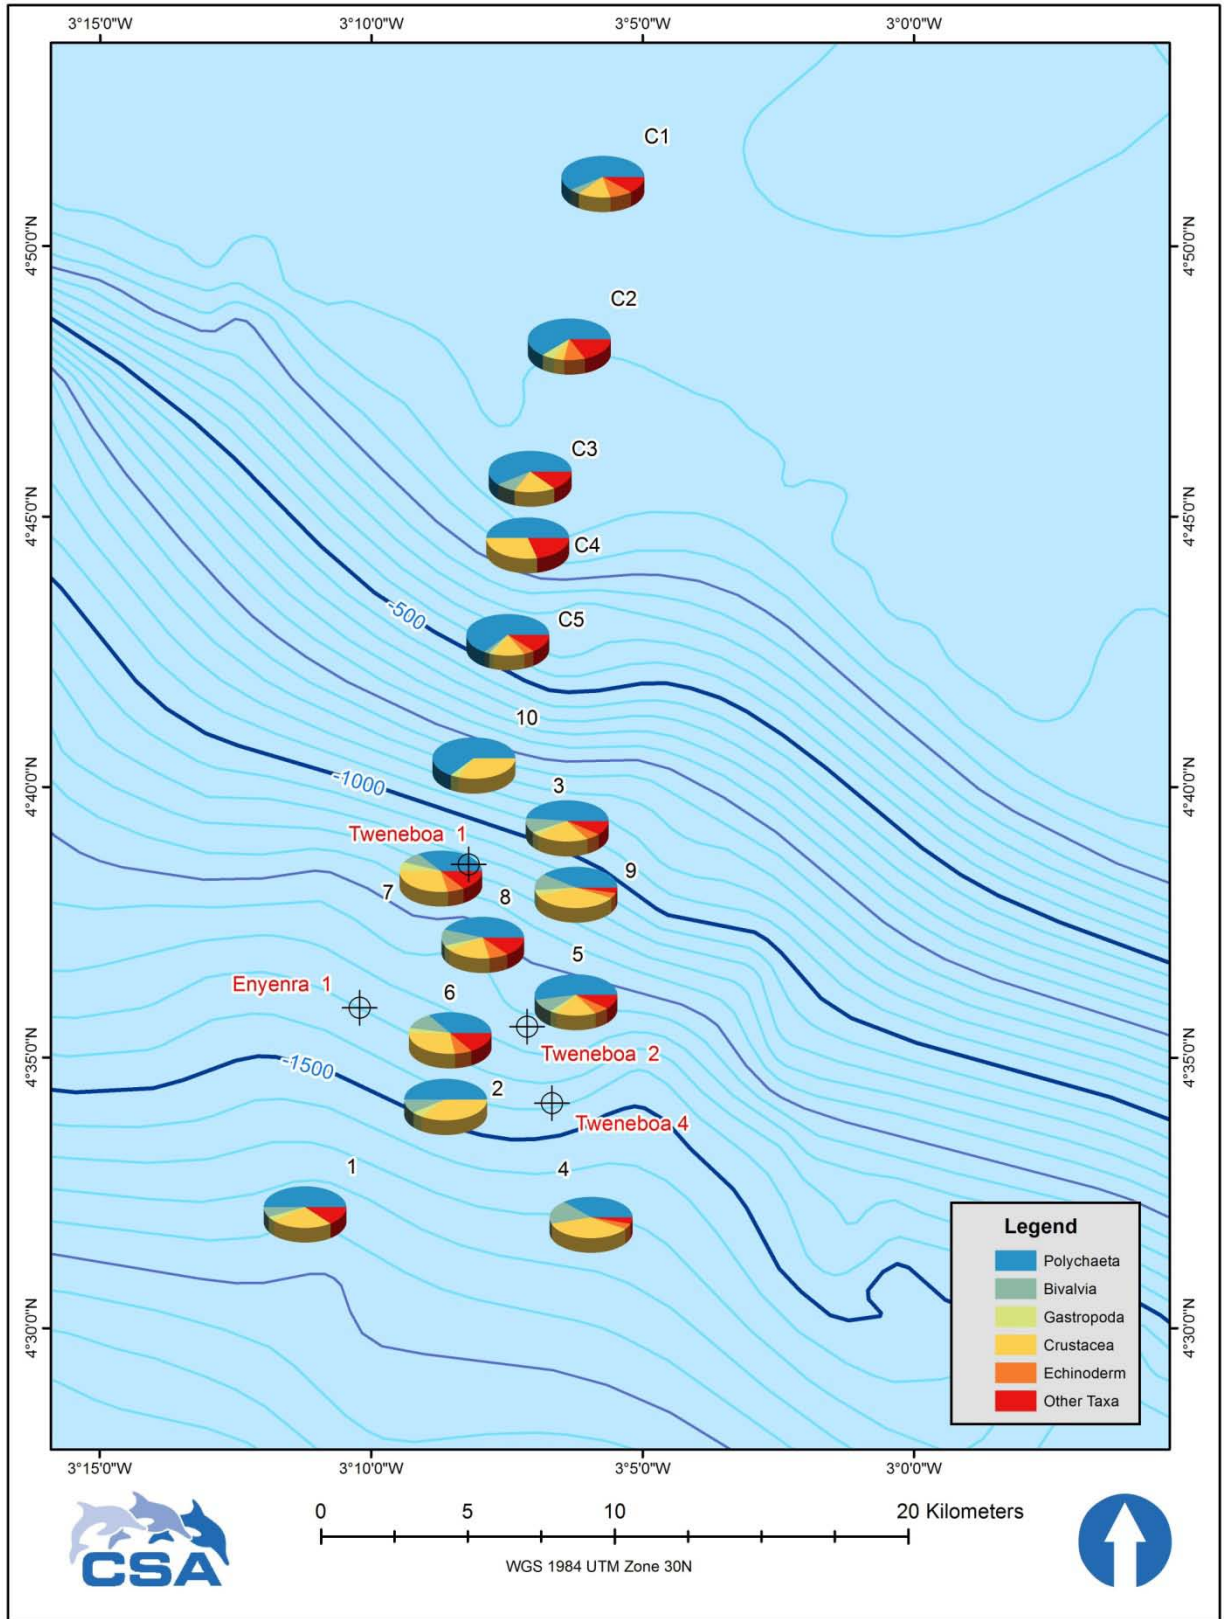 3°15'0"W 3°10'0"W 3°5'0"W 3°0'0"W
C1
4°50'0"N 4°50'0"N
C2
C3
4°45'0"N 4°45'0"N
C4
-500
C5
10
-1000
4°40'0"N 4°40'0"N
3
Tweneboa 1
9
7
8
5
Enyenra 1
6
Tweneboa 2
4°35'0"N 4°35'0"N
-1500
2
Tweneboa 4
1
4
Legend
Polychaeta
Bivalvia
Gastropoda
Crustacea
Echinoderm
Other Taxa
4°30'0"N 4°30'0"N
3°15'0"W 3°10'0"W 3°5'0"W 3°0'0"W
0 5 10 20 Kilometers
WGS 1984 UTM Zone 30N
CSA